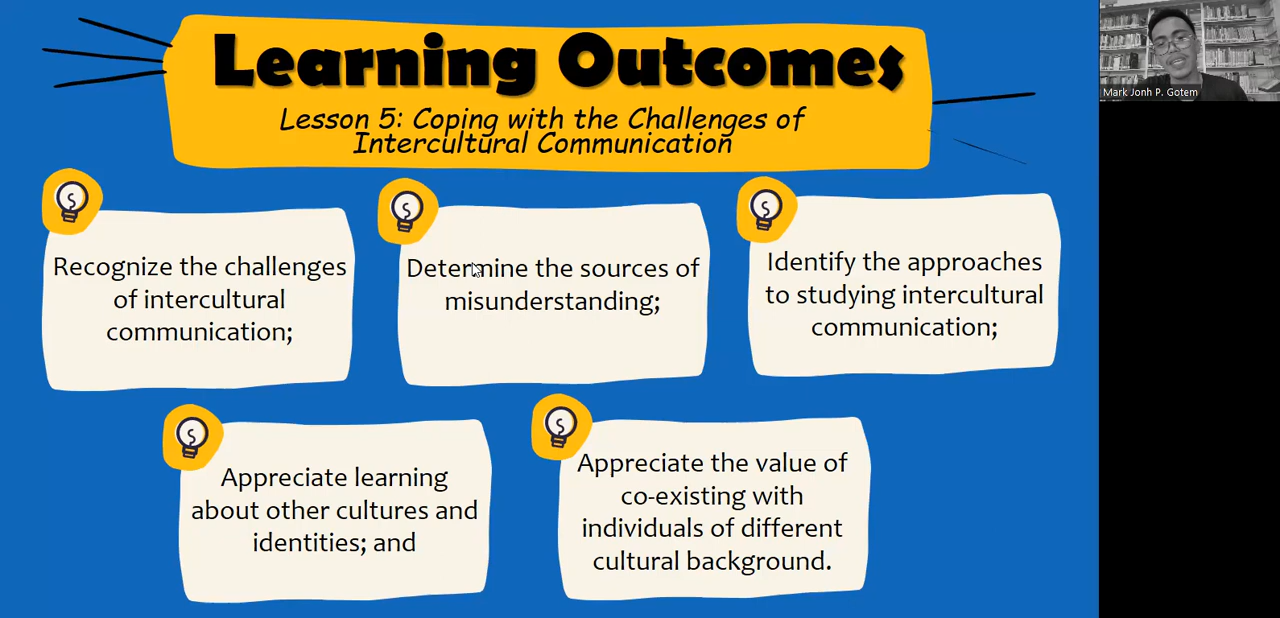 Learning Outcomes
Lesson 5: Coping with the Challenges of
Intercultural Communication
Recognize the challenges
of intercultural
communication;
Determine the sources of
misunderstanding;
Identify the approaches
to studying intercultural
communication;
Appreciate learning
about other cultures and
identities; and
Appreciate the value of
co-existing with
individuals of different
cultural background.
Mark Jonh P. Gotem